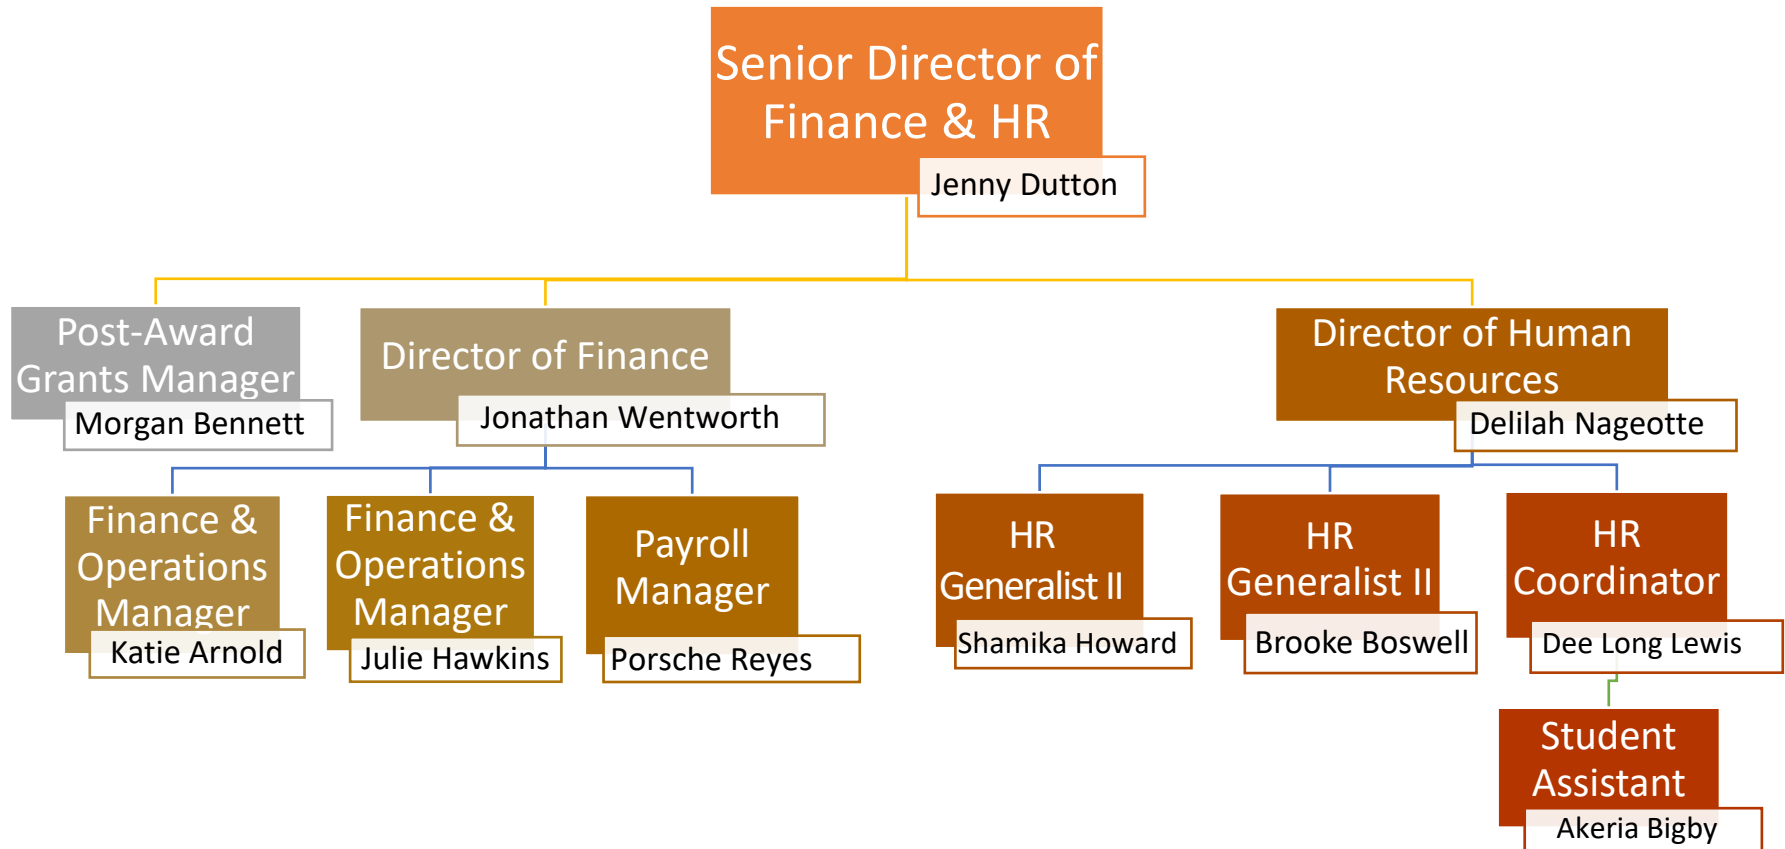 Senior Director of
Finance & HR
Jenny Dutton
Post-Award
Grants Manager
Morgan Bennett
Director of Finance
Jonathan Wentworth
Director of Human
Resources
Delilah Nageotte
Finance &
Operations
Manager
Katie Arnold
Finance &
Operations
Manager
Julie Hawkins
Payroll
Manager
Porsche Reyes
HR
Generalist II
Shamika Howard
HR
Generalist II
Brooke Boswell
HR
Coordinator
Dee Long Lewis
Student
Assistant
Akeria Bigby